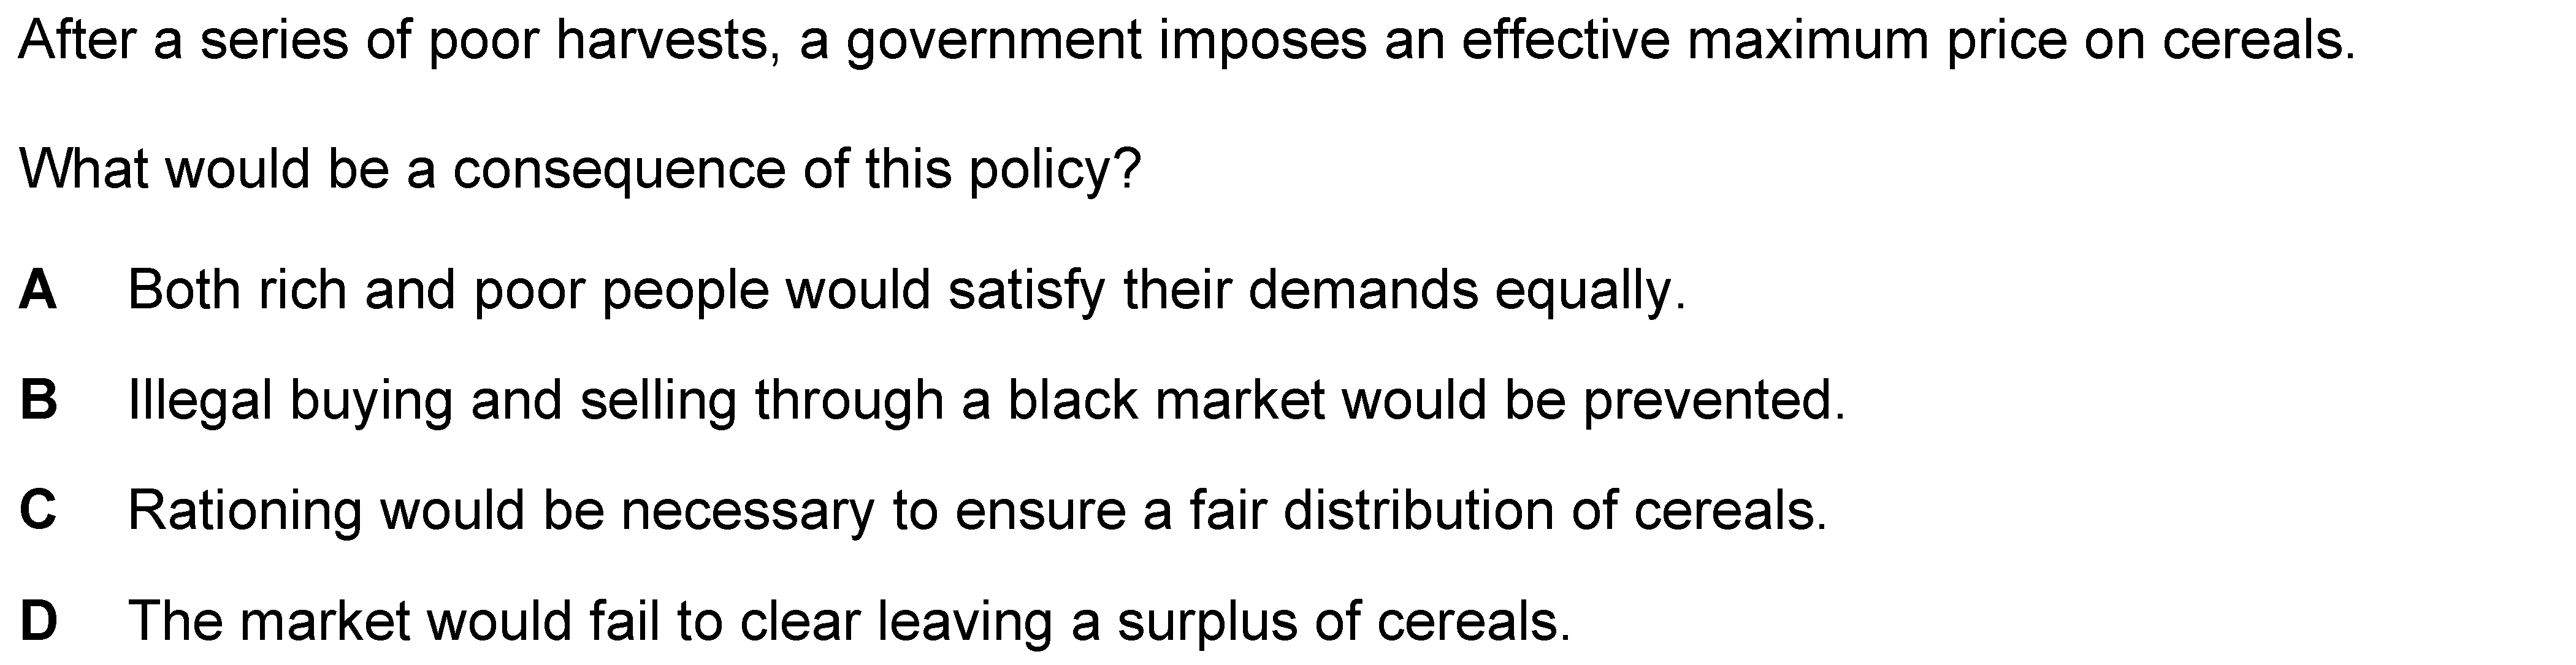 After a series of poor harvests, a government imposes an effective maximum price on cereals.
What would be a consequence of this policy?
A Both rich and poor people would satisfy their demands equally.
B Illegal buying and selling through a black market would be prevented.
C Rationing would be necessary to ensure a fair distribution of cereals.
D The market would fail to clear leaving a surplus of cereals.